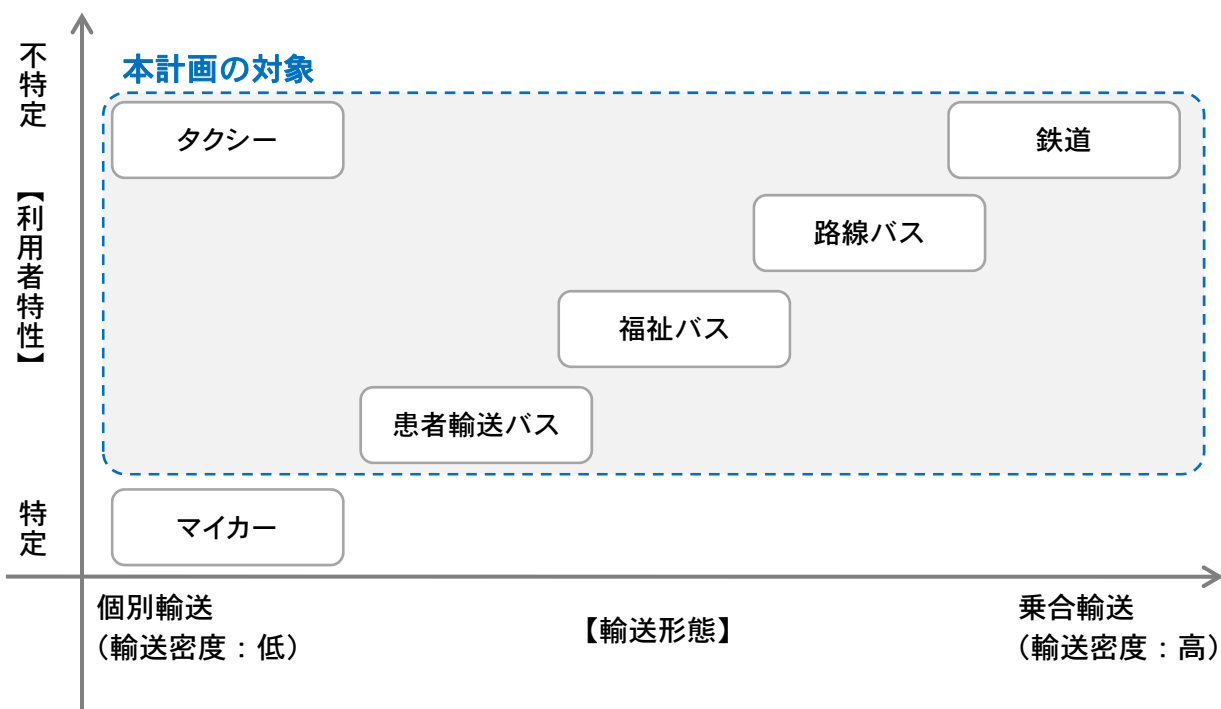 不特定
本計画の対象
タクシー
鉄道
【利用者特性】
路線バス
福祉バス
患者輸送バス
特定
マイカー
個別輸送
（輸送密度：低）
【輸送形態】
乗合輸送
（輸送密度：高）